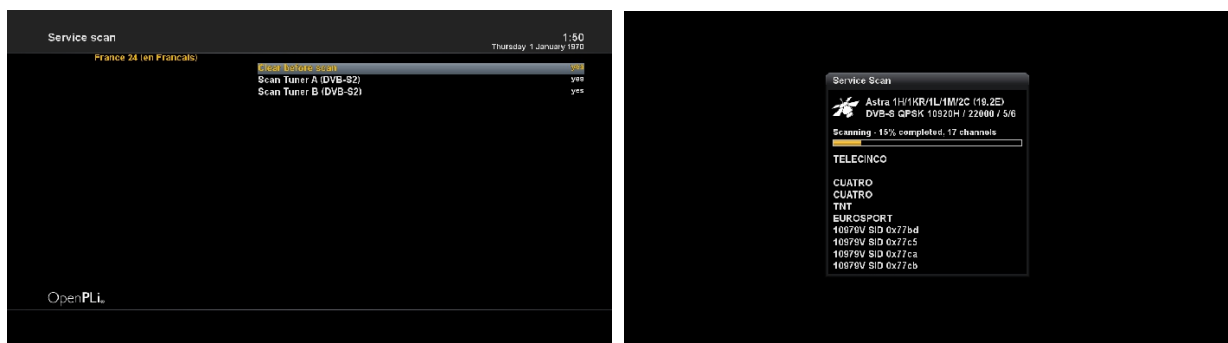 Service scan
1:50
Thursday 1 January 1970
France 24 (en Francais)
Clear before scan yes
Scan Tuner A (DVB-S2) yes
Scan Tuner B (DVB-S2) yes
OpenPLi.
Service Scan
Astra 1H/1KR/1L/1M/2C (19.2E)
DVB-S QPSK 10920H / 22000 / 5/6
Scanning - 15% completed, 17 channels
TELECINCO
CUATRO
CUATRO
TNT
EUROSPORT
10979V SID 0x77bd
10979V SID 0x77c5
10979V SID 0x77ca
10979V SID 0x77cb